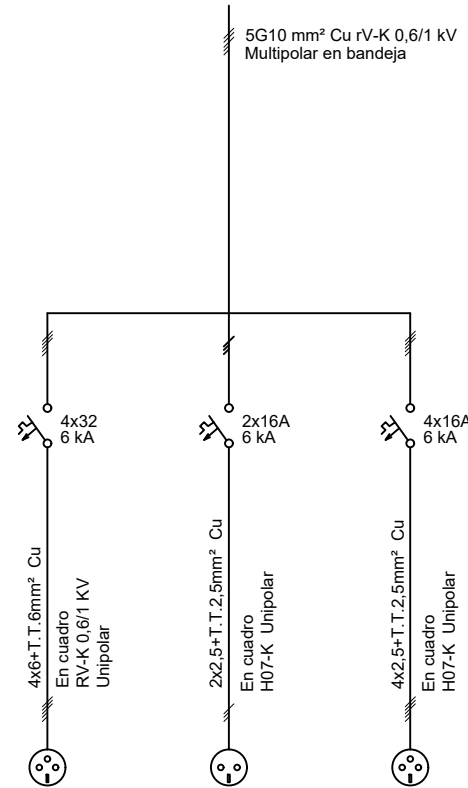 5G10 mm² Cu rV-K 0,6/1 kV
Multipolar en bandeja
4x32
6 kA
2x16A
6 kA
4x16A
6 kA
4x6+T.T.6mm² Cu
En cuadro
RV-K 0,6/1 KV
Unipolar
2x2,5+T.T.2,5mm² Cu
En cuadro
H07-K Unipolar
4x2,5+T.T.2,5mm² Cu
En cuadro
H07-K Unipolar